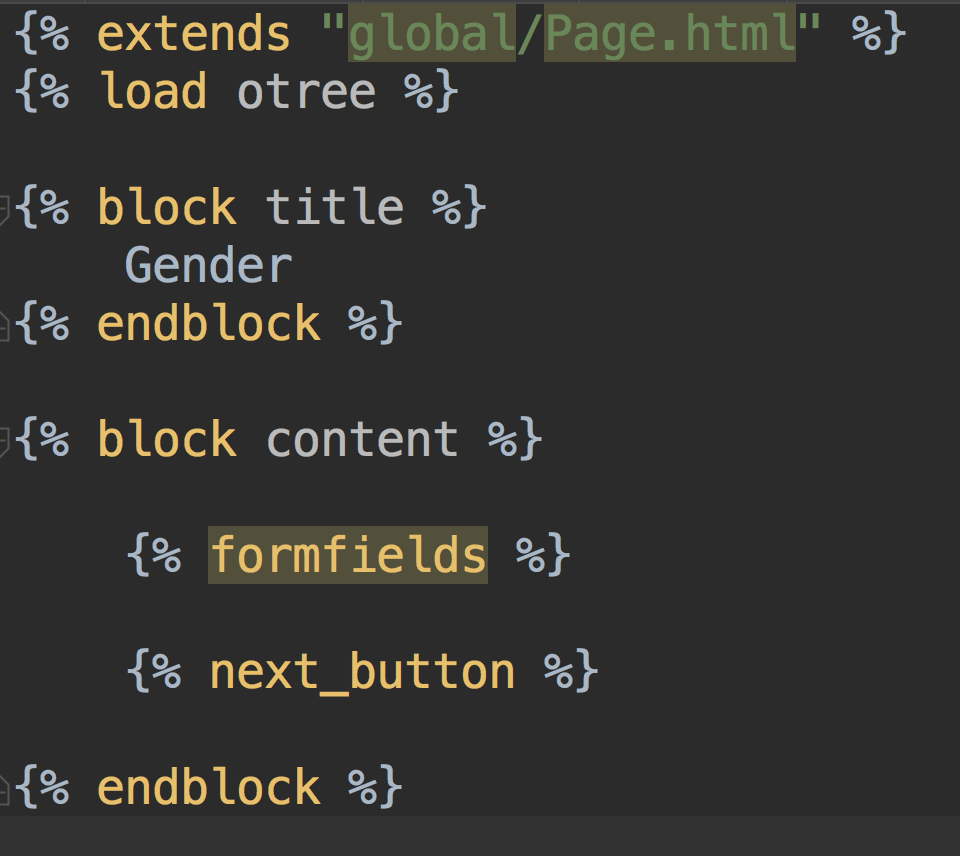 {% extends "global/Page.html" %}
{% load otree %}
{% block title %}
Gender
{% endblock %}
{% block content %}
{% formfields %}
{% next_button %}
{% endblock %}